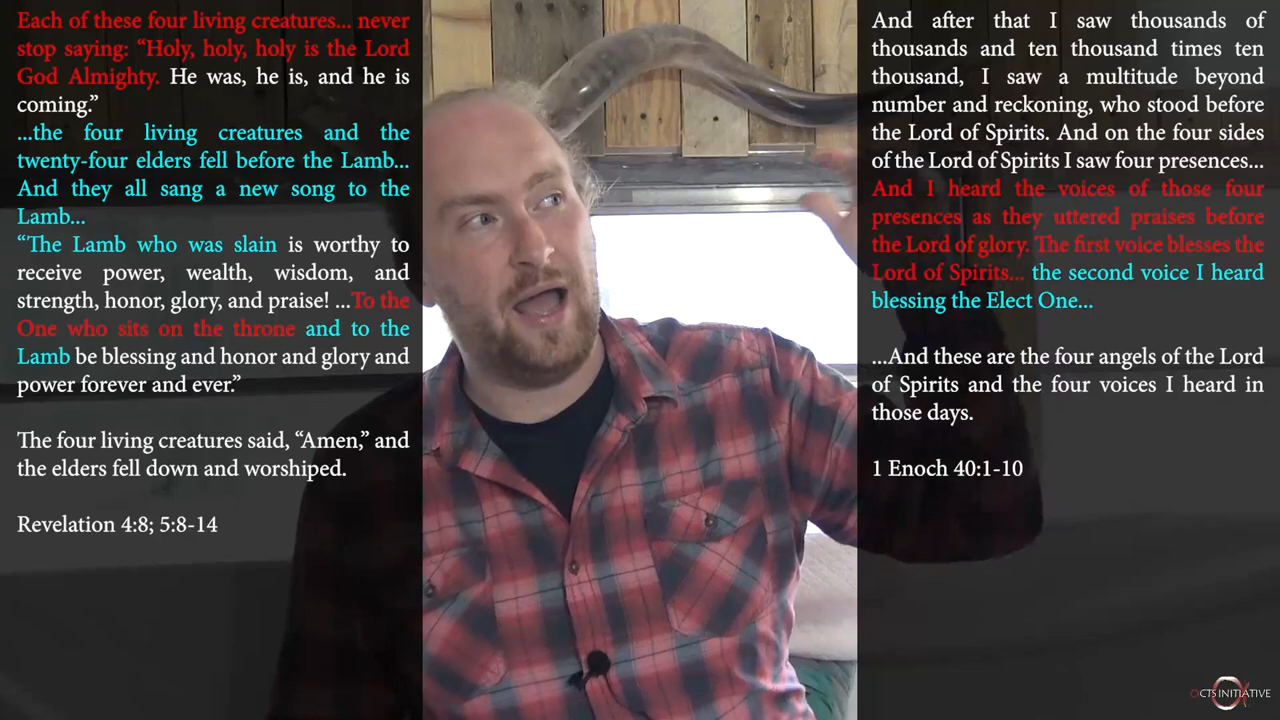 Each of these four living creatures... never
stop saying: “Holy, holy, holy is the Lord
God Almighty. He was, he is, and he is
coming.”
...the four living creatures and the
twenty-four elders fell before the Lamb...
And they all sang a new song to the
Lamb...
“The Lamb who was slain is worthy to
receive power, wealth, wisdom, and
strength, honor, glory, and praise! ...To the
One who sits on the throne and to the
Lamb be blessing and honor and glory and
power forever and ever.”
The four living creatures said, “Amen,” and
the elders fell down and worshiped.
Revelation 4:8; 5:8-14
And after that I saw thousands of
thousands and ten thousand times ten
thousand, I saw a multitude beyond
number and reckoning, who stood before
the Lord of Spirits. And on the four sides
of the Lord of Spirits I saw four presences...
And I heard the voices of those four
presences as they uttered praises before
the Lord of glory. The first voice blesses the
Lord of Spirits... the second voice I heard
blessing the Elect One...
...And these are the four angels of the Lord
of Spirits and the four voices I heard in
those days.
1 Enoch 40:1-10
OCTS INITIATIVE